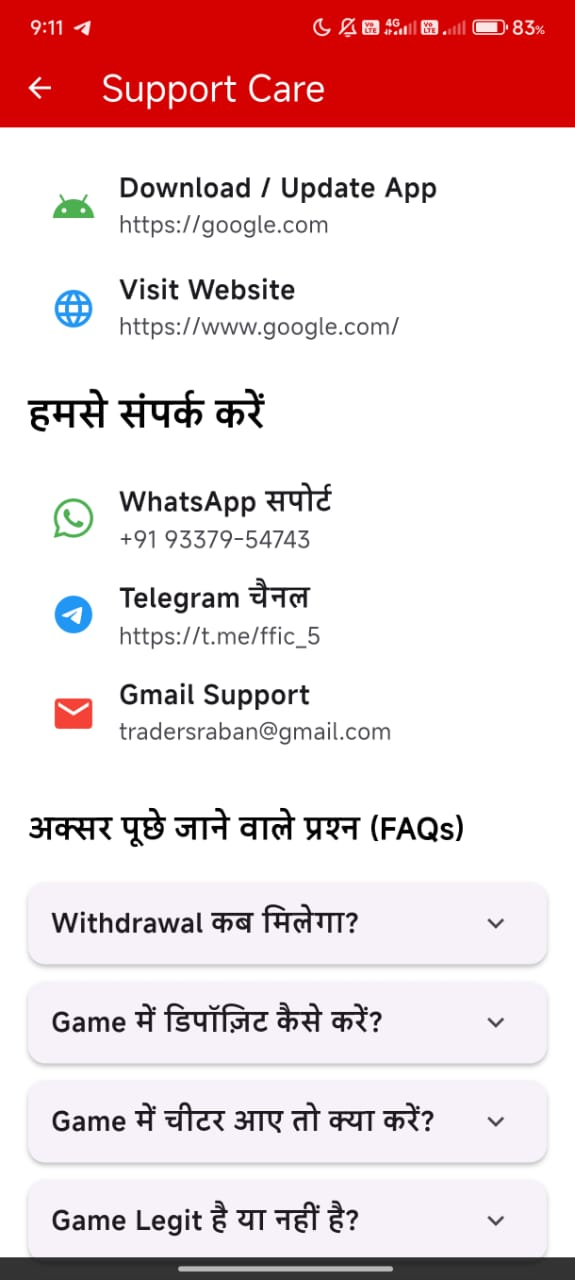 9:11
4G
83%
Support Care
Download / Update App
https://google.com
Visit Website
https://www.google.com/
हमसे संपर्क करें
WhatsApp सपोर्ट
+91 93379-54743
Telegram चैनल
https://t.me/ffic_5
Gmail Support
tradersraban@gmail.com
अक्सर पूछे जाने वाले प्रश्न (FAQs)
Withdrawal कब मिलेगा?
Game में डिपॉज़िट कैसे करें?
Game में चीटर आए तो क्या करें?
Game Legit है या नहीं है?